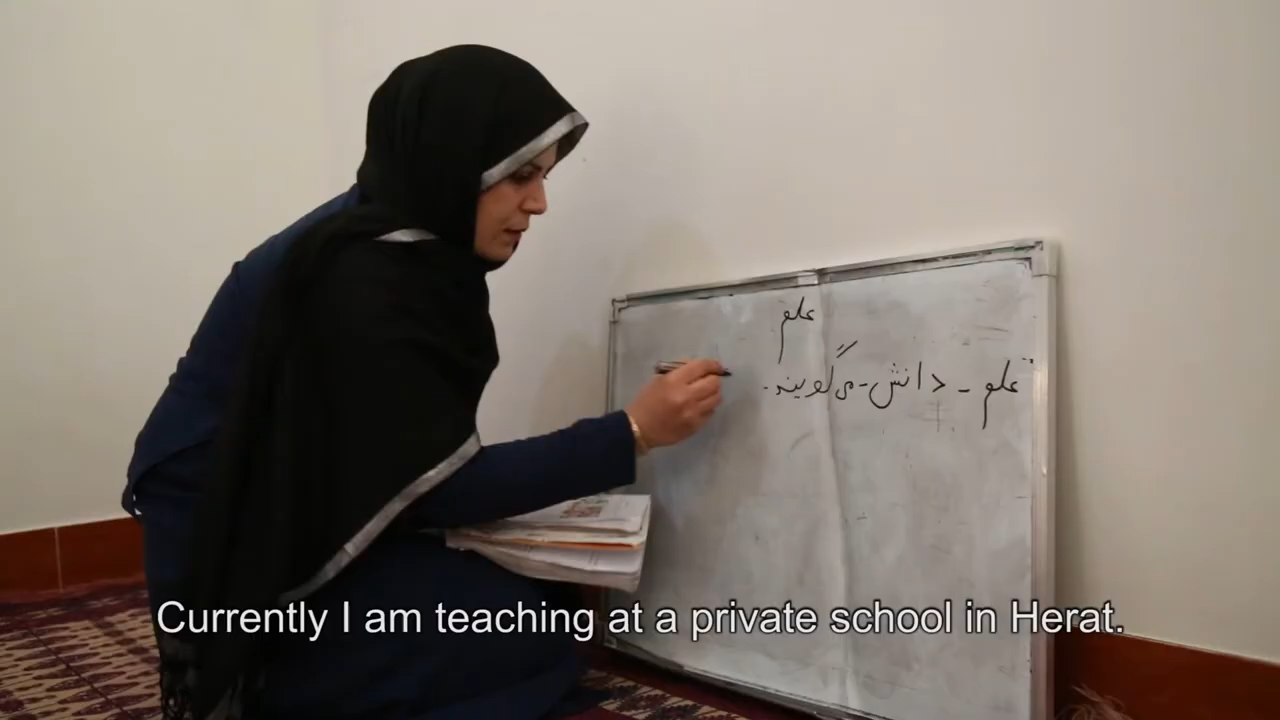 علم
علم - دانش - می گویند.
Currently I am teaching at a private school in Herat.